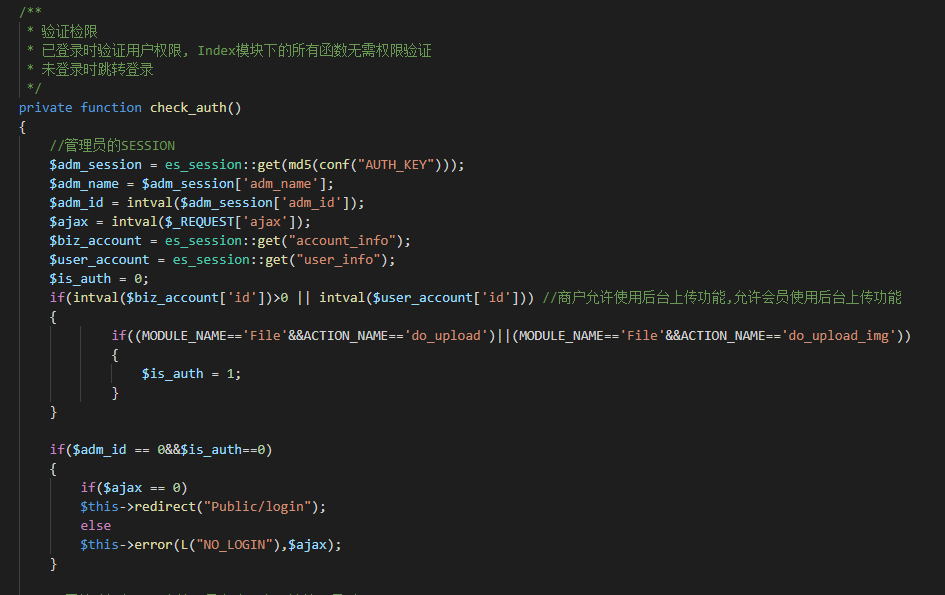 /**
* 验证检限
* 已登录时验证用户权限, Index模块下的所有函数无需权限验证
* 未登录时跳转登录
*/
private function check_auth()
{
//管理员的SESSION
$adm_session = es_session::get(md5(conf("AUTH_KEY")));
$adm_name = $adm_session['adm_name'];
$adm_id = intval($adm_session['adm_id']);
$ajax = intval($_REQUEST['ajax']);
$biz_account = es_session::get("account_info");
$user_account = es_session::get("user_info");
$is_auth = 0;
if(intval($biz_account['id'])>0 || intval($user_account['id'])) //商户允许使用后台上传功能,允许会员使用后台上传功能
{
if((MODULE_NAME=='File'&&ACTION_NAME=='do_upload')||(MODULE_NAME=='File'&&ACTION_NAME=='do_upload_img'))
{
$is_auth = 1;
}
}
if($adm_id == 0&&$is_auth==0)
{
if($ajax == 0)
$this->redirect("Public/login");
else
$this->error(L("NO_LOGIN"),$ajax);
}